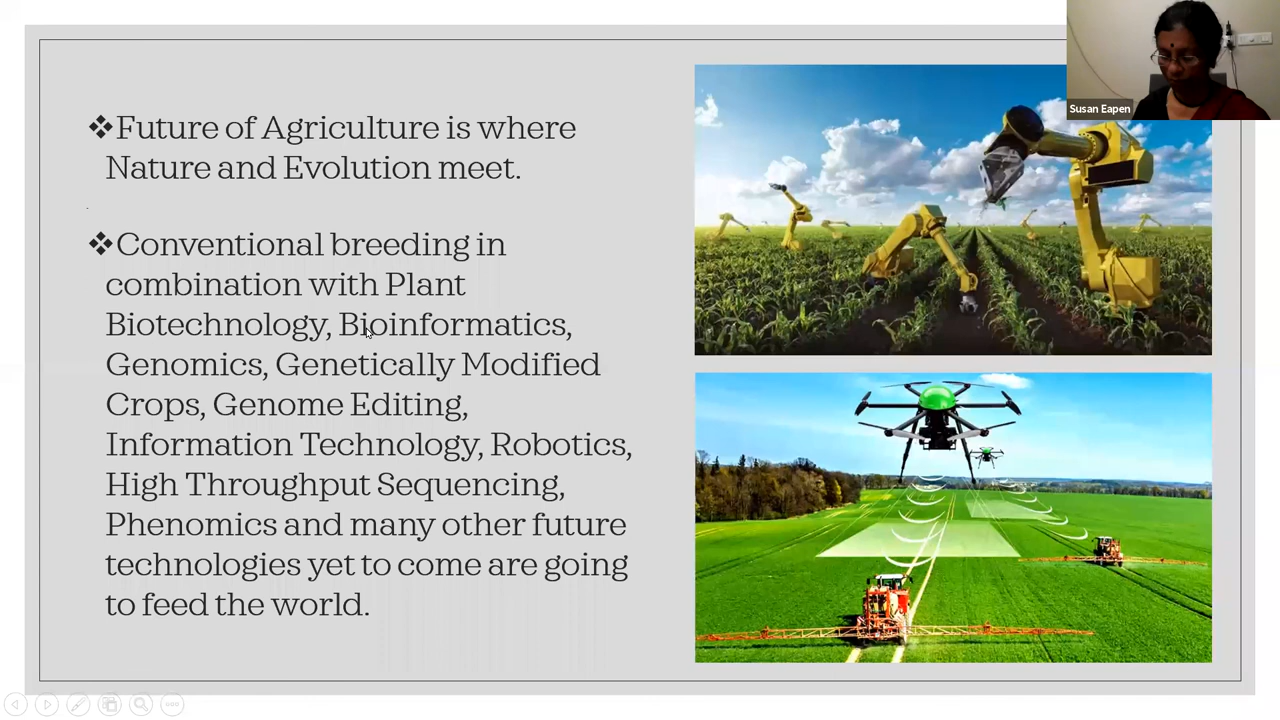 ❖Future of Agriculture is where
Nature and Evolution meet.
❖Conventional breeding in
combination with Plant
Biotechnology, Bioinformatics,
Genomics, Genetically Modified
Crops, Genome Editing,
Information Technology, Robotics,
High Throughput Sequencing,
Phenomics and many other future
technologies yet to come are going
to feed the world.
Susan Eapen